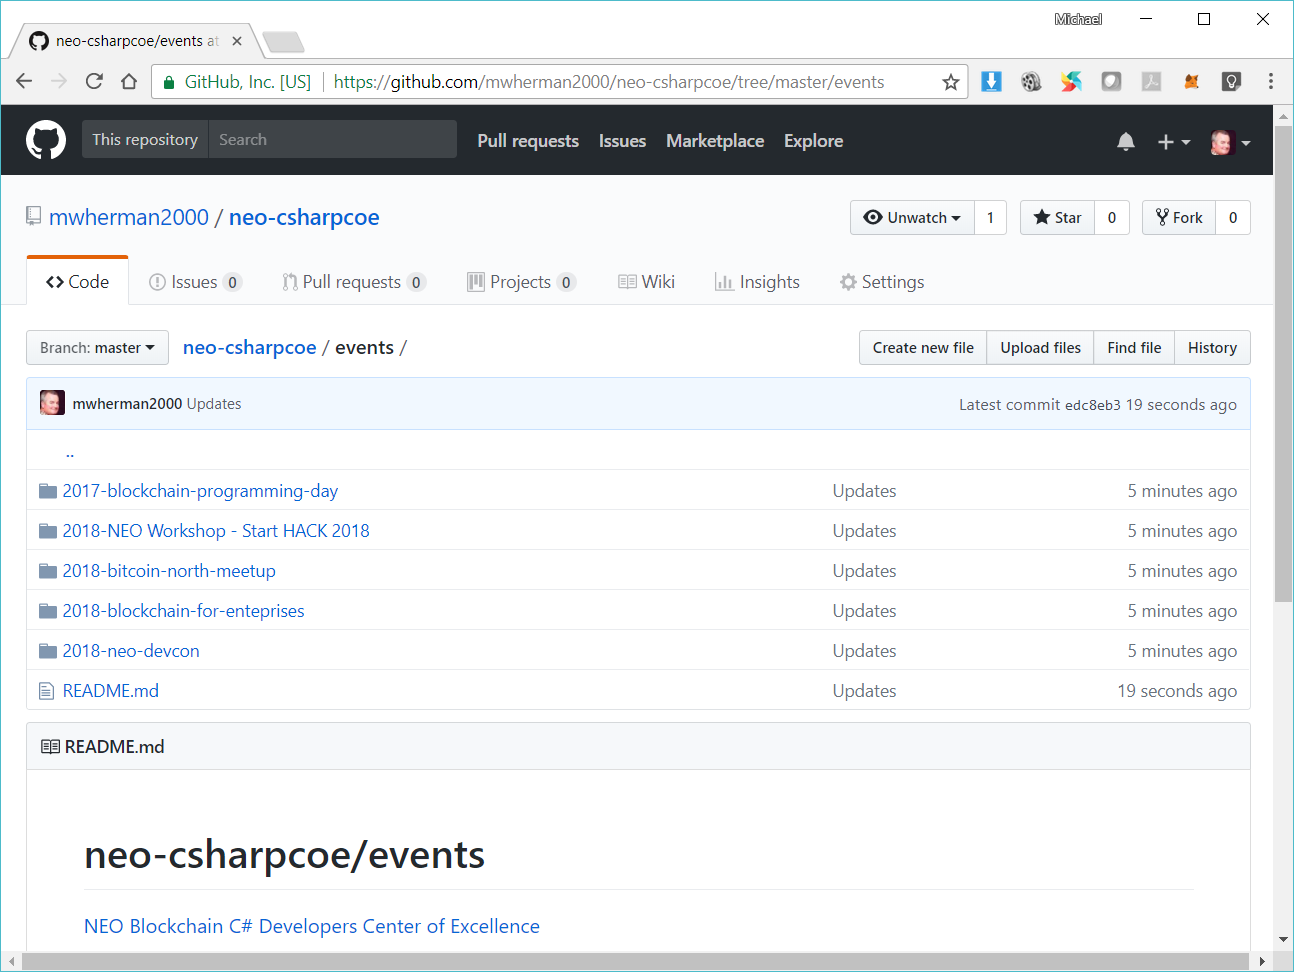 Michael
neo-csharpcoe/events at
GitHub, Inc. [US] https://github.com/mwherman2000/neo-csharpcoe/tree/master/events
This repository Search Pull requests Issues Marketplace Explore
mwherman2000 / neo-csharpcoe Unwatch 1 Star 0 Fork 0
Code Issues 0 Pull requests 0 Projects 0 Wiki Insights Settings
Branch: master neo-csharpcoe / events / Create new file Upload files Find file History
mwherman2000 Updates Latest commit edc8eb3 19 seconds ago
..
2017-blockchain-programming-day Updates 5 minutes ago
2018-NEO Workshop - Start HACK 2018 Updates 5 minutes ago
2018-bitcoin-north-meetup Updates 5 minutes ago
2018-blockchain-for-enteprises Updates 5 minutes ago
2018-neo-devcon Updates 5 minutes ago
README.md Updates 19 seconds ago
README.md
neo-csharpcoe/events
NEO Blockchain C# Developers Center of Excellence